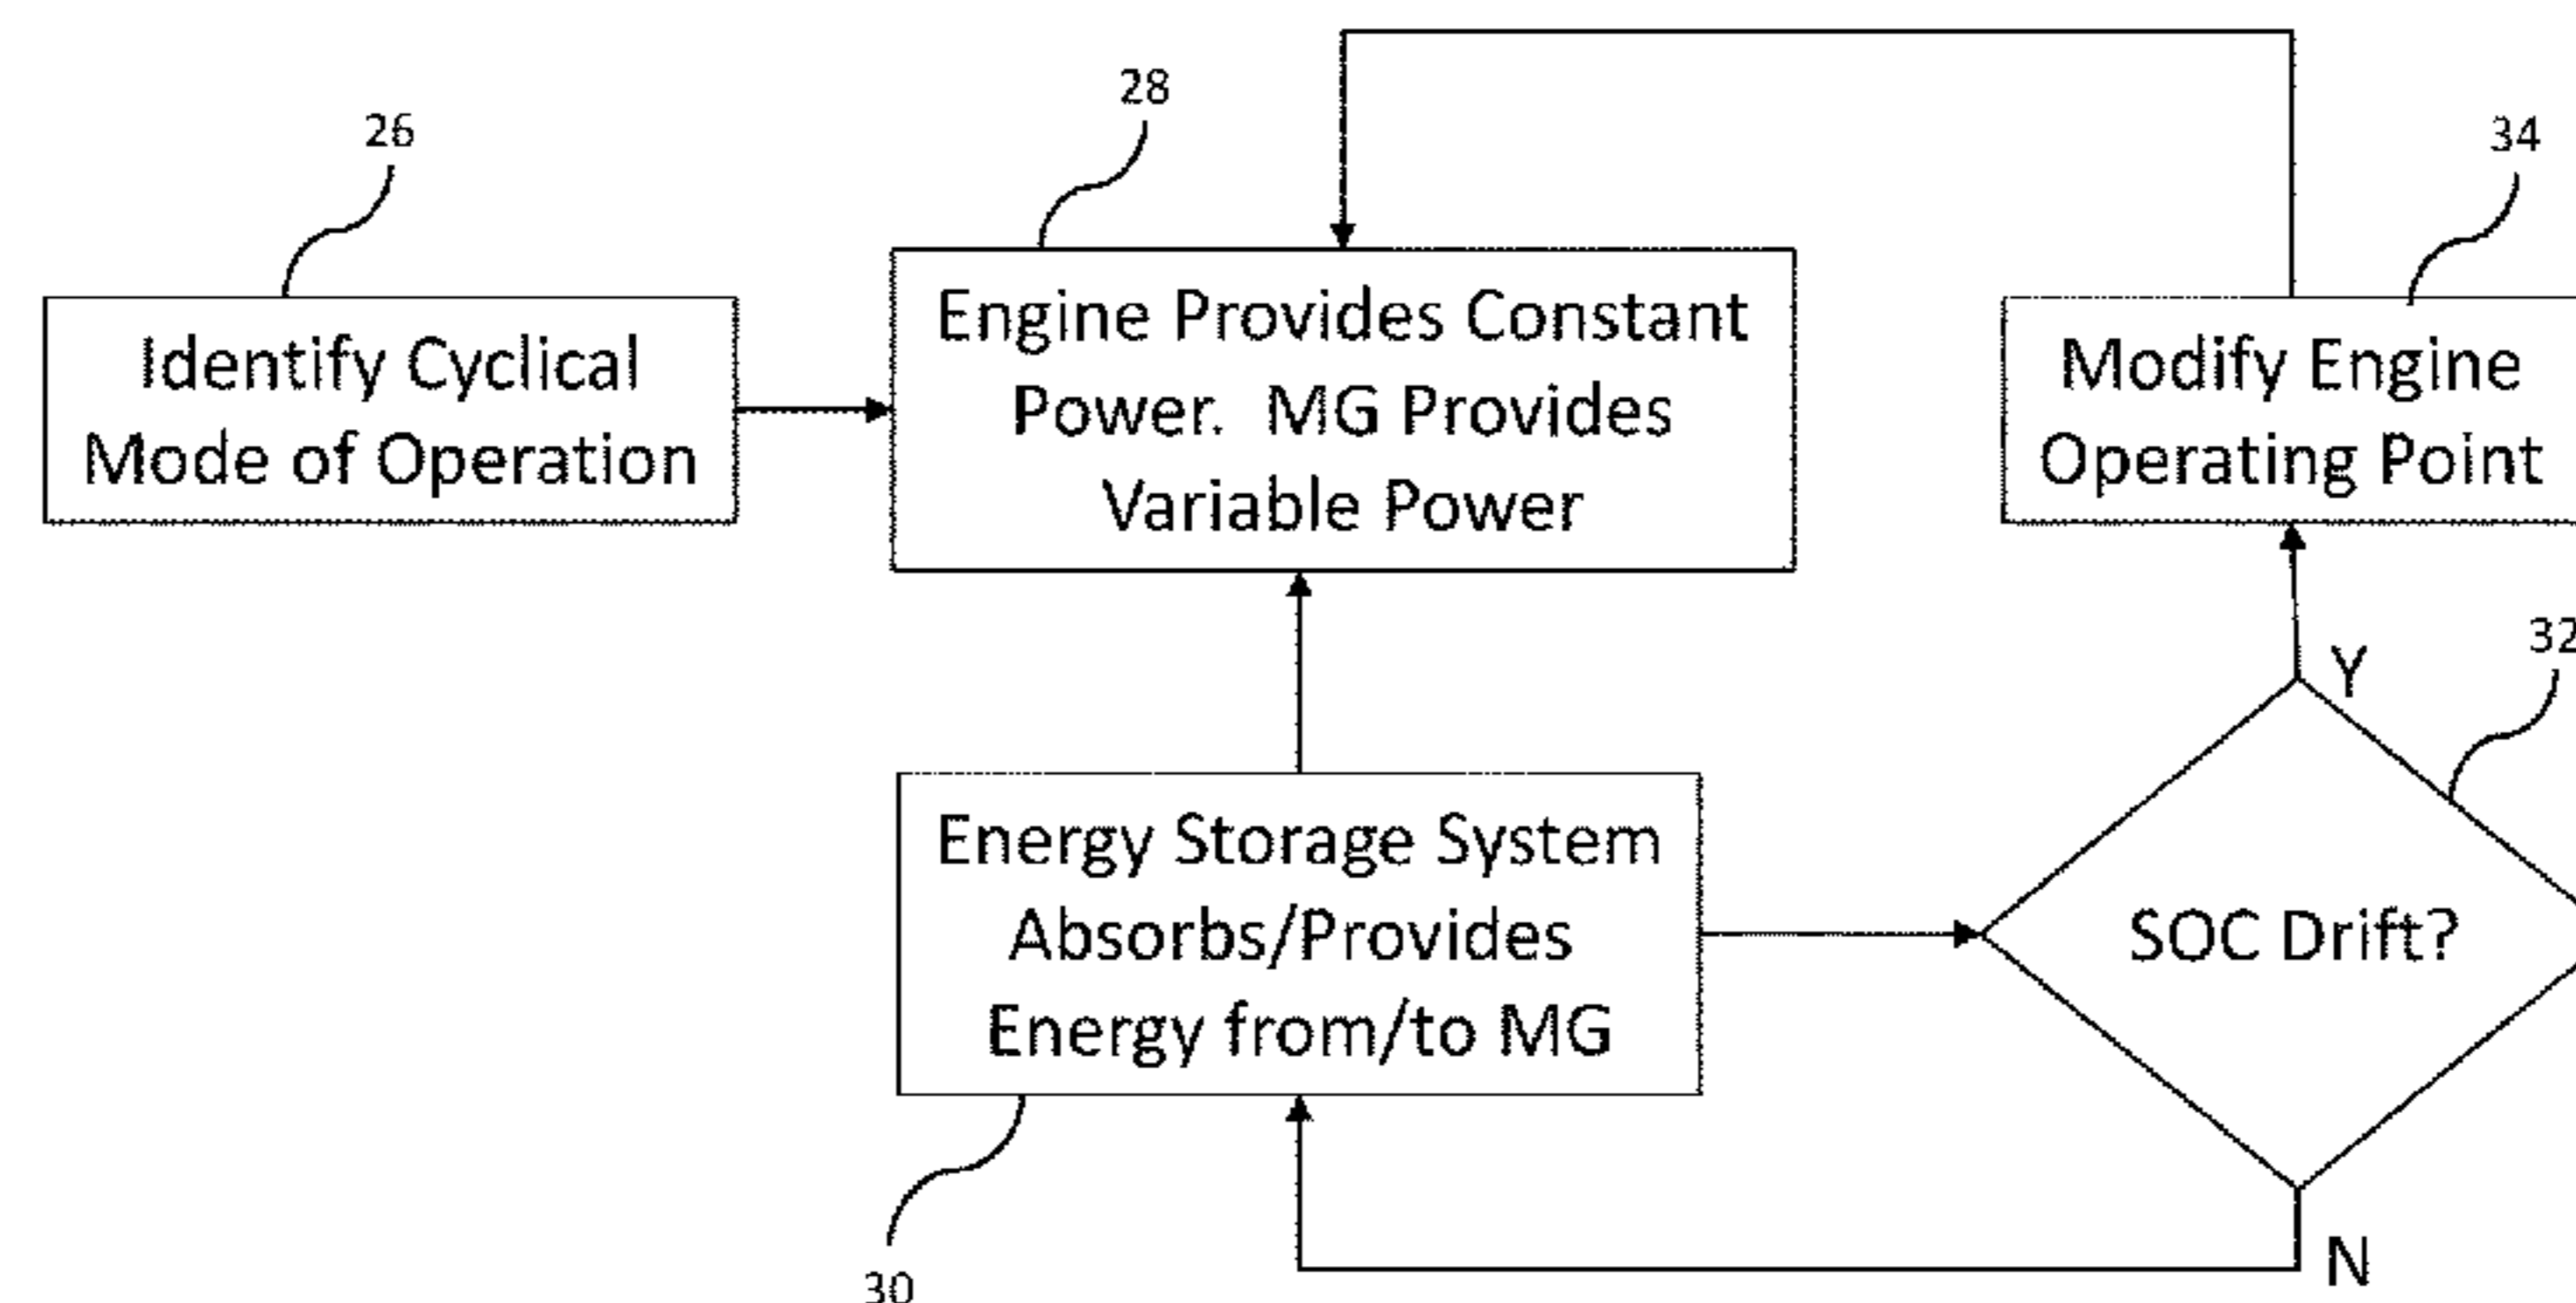 28
26
34
Identify Cyclical
Mode of Operation
Engine Provides Constant
Power. MG Provides
Variable Power
Modify Engine
Operating Point
32
Y
Energy Storage System
Absorbs/Provides
Energy from/to MG
SOC Drift?
N
30